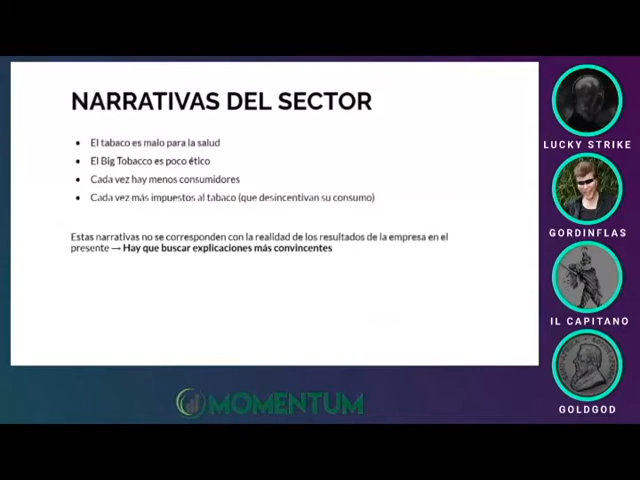 NARRATIVAS DEL SECTOR
El tabaco es malo para la salud
El Big Tobacco es poco ético
Cada vez hay menos consumidores
Cada vez más impuestos al tabaco (que desincentivan su consumo)
Estas narrativas no se corresponden con la realidad de los resultados de la empresa en el
presente → Hay que buscar explicaciones más convincentes
LUCKY STRIKE
GORDINFLAS
IL CAPITANO
GOLDGOD
MOMENTUM